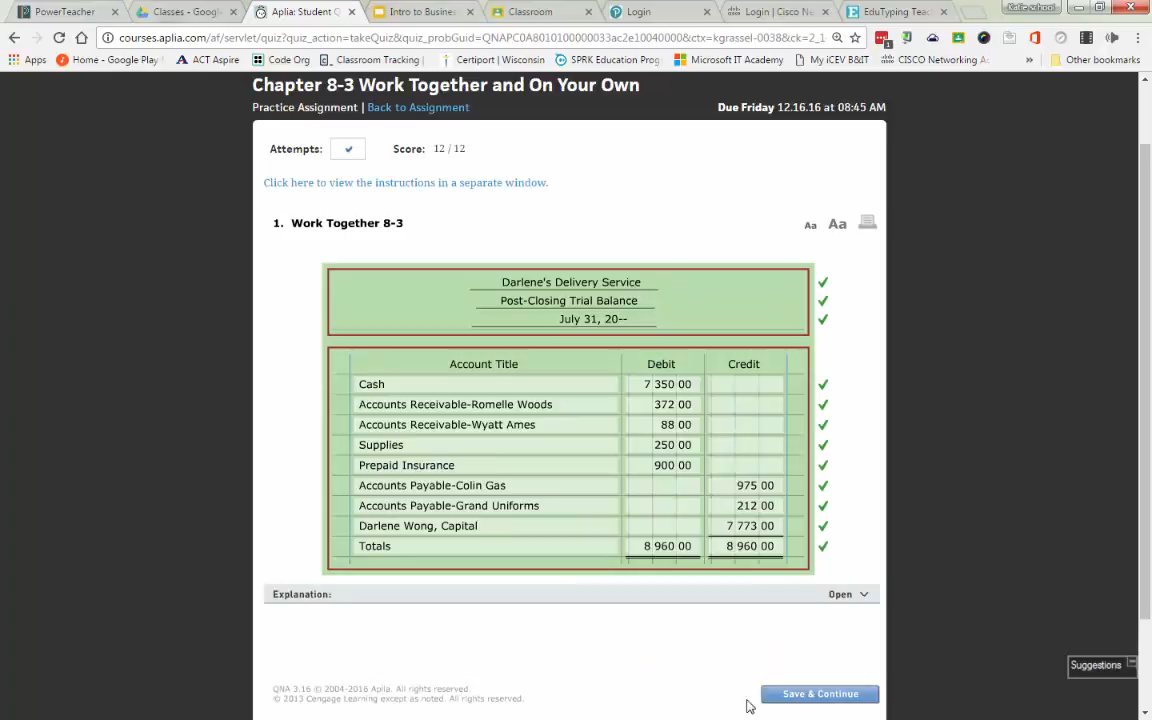 PowerTeacher
Classes - Googl
Aplia: Student Q
Intro to Busine
Classroom
Login
Login | Cisco Ne
EduTyping Teac
Katie.school
courses.aplia.com/af/servlet/quiz?quiz_action=takeQuiz&quiz_probGuid=QNAPC0A8010100000033ac2e10040000&ctx=kgrassel-0038&ck=2_1
1
Apps
Home - Google Play
ACT Aspire
Code Org
Classroom Tracking
Certiport | Wisconsin
SPRK Education Prog
Microsoft IT Academy
My iCEV B&IT
CISCO Networking Ac
»
Other bookmarks
Chapter 8-3 Work Together and On Your Own
Practice Assignment | Back to Assignment
Due Friday 12.16.16 at 08:45 AM
Attempts:
Score: 12 / 12
Click here to view the instructions in a separate window.
1. Work Together 8-3
Aa Aa
Darlene's Delivery Service
Post-Closing Trial Balance
July 31, 20--
Account Title Debit Credit
Cash 7 350 00
Accounts Receivable-Romelle Woods 372 00
Accounts Receivable-Wyatt Ames 88 00
Supplies 250 00
Prepaid Insurance 900 00
Accounts Payable-Colin Gas 975 00
Accounts Payable-Grand Uniforms 212 00
Darlene Wong, Capital 7 773 00
Totals 8 960 00 8 960 00
Explanation: Open
Suggestions
QNA 3.16 © 2004-2016 Aplia. All rights reserved.
© 2013 Cengage Learning except as noted. All rights reserved.
Save & Continue